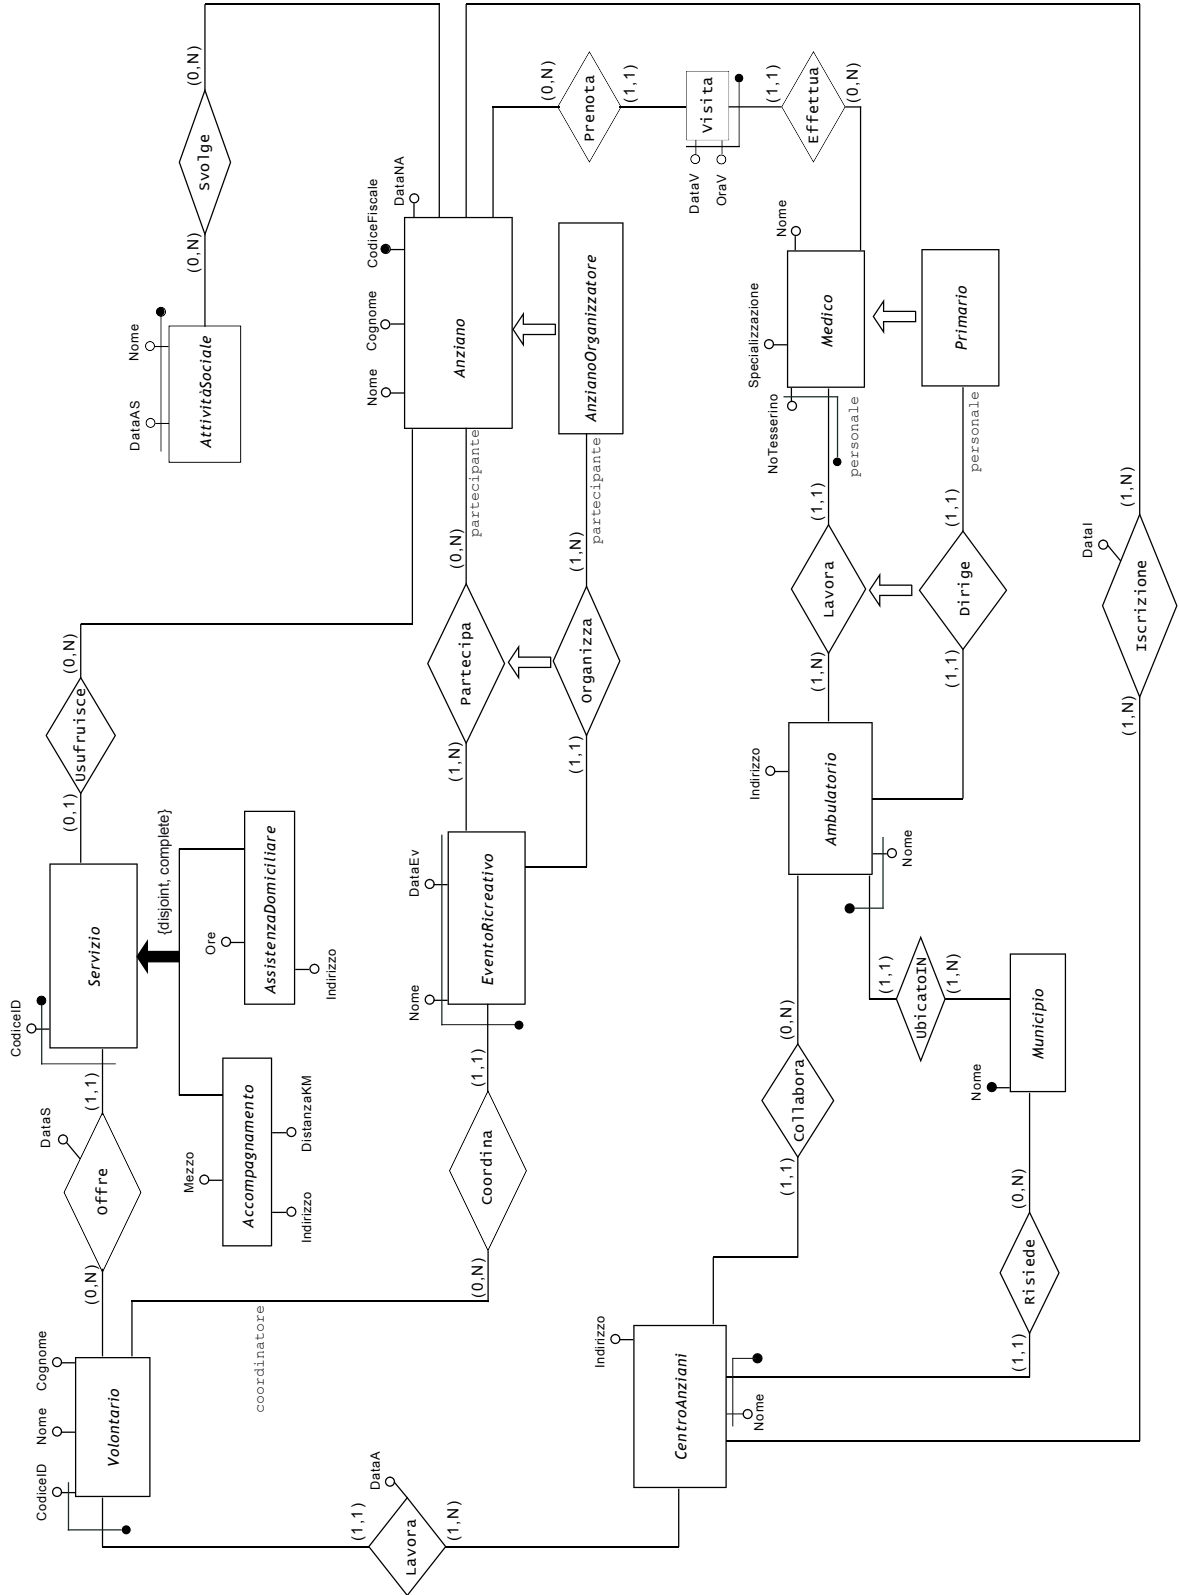 CodiceID
Nome
Cognome
Volontario
(0,N)
Offre
DataS
(1,1)
CodiceID
Servizio
(0,1)
Usufruisce
(0,N)
{disjoint, complete}
Mezzo
Accompagnamento
Indirizzo
DistanzaKM
Ore
AssistenzaDomiciliare
Indirizzo
DataAS
Nome
AttivitàSociale
(0,N)
Svolge
(0,N)
coordinatore
(1,1)
Lavora
DataA
(1,N)
(0,N)
Coordina
(1,1)
Nome
DataEv
EventoRicreativo
(1,N)
Partecipa
(0,N)
partecipante
Nome
Cognome
CodiceFiscale
DataNA
Anziano
(1,1)
Organizza
(1,N)
partecipante
AnzianoOrganizzatore
(0,N)
Prenota
(1,1)
Visita
DataV
OraV
(1,1)
Effettua
(0,N)
Indirizzo
CentroAnziani
Nome
(1,1)
Collabora
(0,N)
Indirizzo
Ambulatorio
Nome
(1,N)
Lavora
(1,1)
personale
NoTesserino
Specializzazione
Nome
Medico
(1,1)
UbicatoIN
(1,N)
(1,1)
Dirige
(1,1)
personale
Primario
(1,1)
Risiede
(0,N)
Nome
Municipio
(1,N)
Iscrizione
DataI
(1,N)